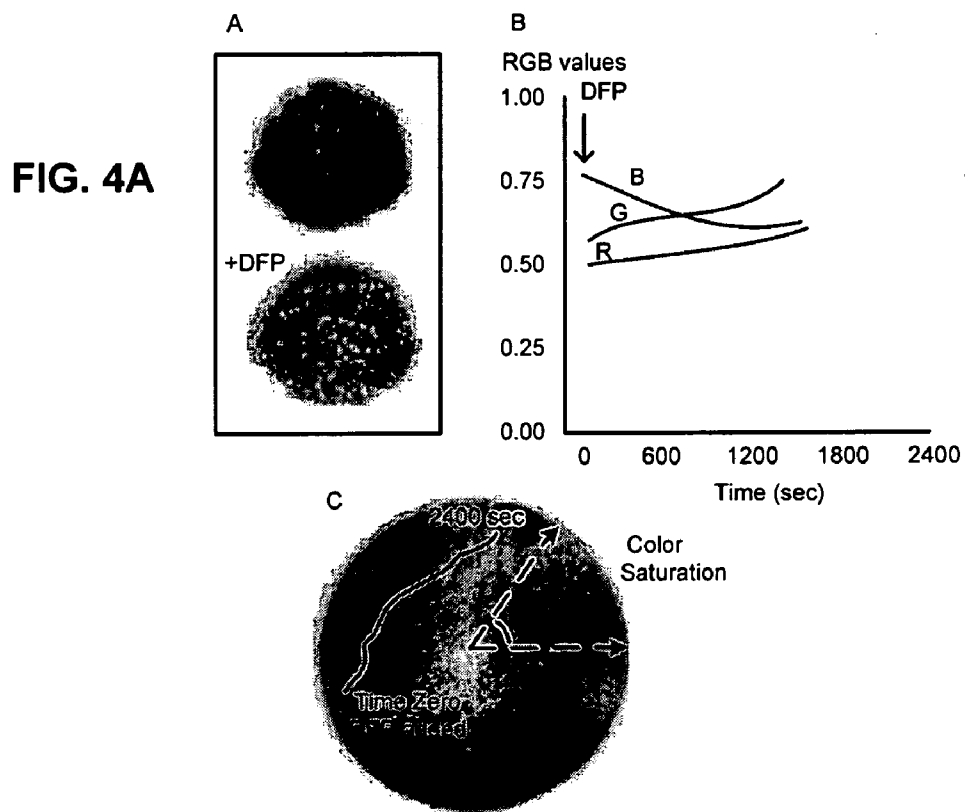 FIG. 4A
A
+DFP
B
RGB values
1.00
DFP
0.75
B
G
0.50
R
0.25
0.00
0 600 1200 1800 2400
Time (sec)
C
2400 sec
Color
Saturation
Time Zero